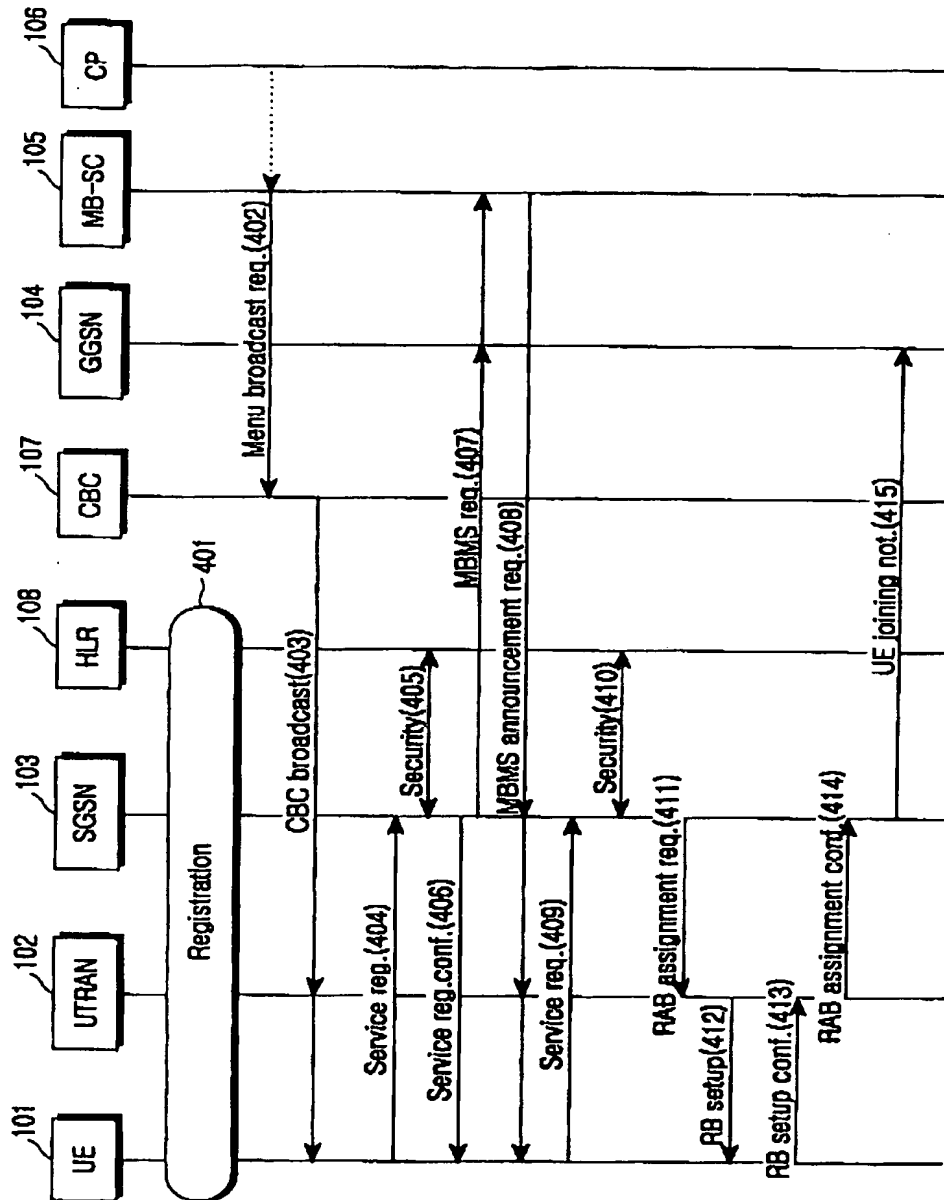 101
UE
102
UTRAN
103
SGSN
108
HLR
107
CBC
104
GGSN
105
MB-SC
106
CP
401
Registration
Menu broadcast req.(402)
CBC broadcast(403)
Service reg.(404)
Security(405)
Service reg.conf.(406)
MBMS req.(407)
MBMS announcement req.(408)
Service req.(409)
Security(410)
RAB assignment req.(411)
RB setup(412)
RB setup conf.(413)
RAB assignment conf.(414)
UE joining not.(415)